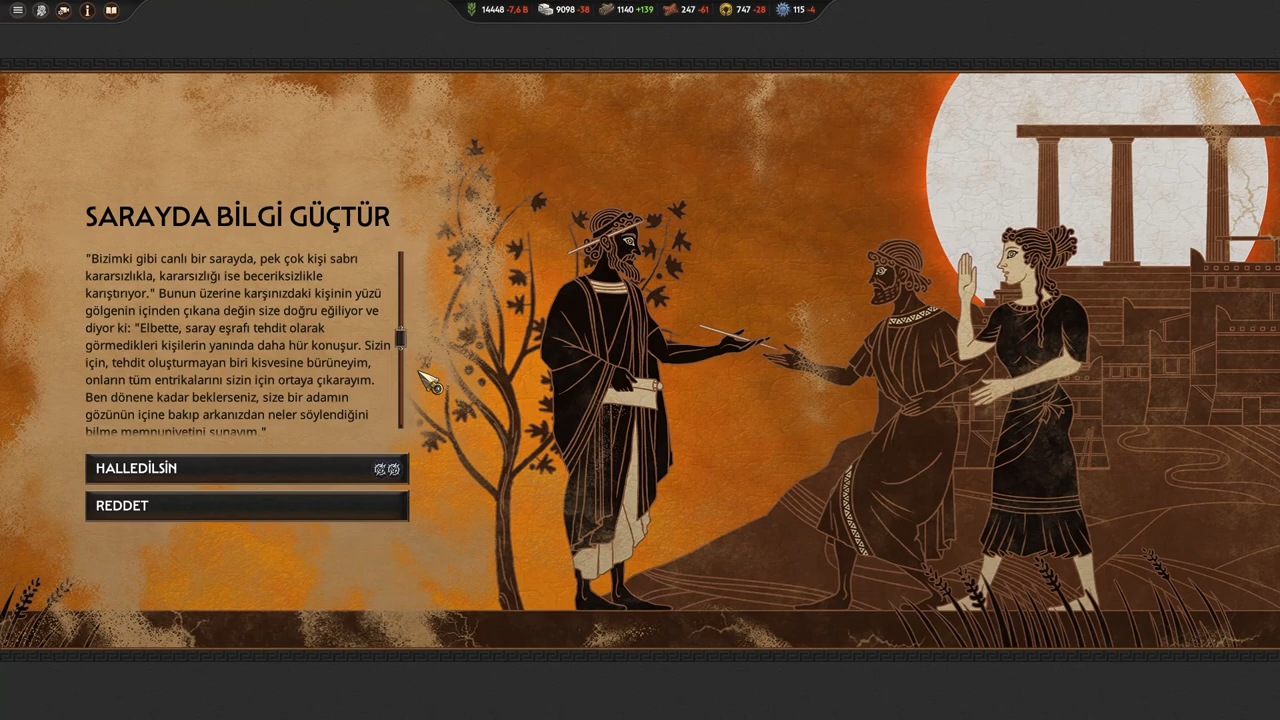 14448 -7,6 B 9098 -38 1140 +139 247 -61 747 -28 115 -4
SARAYDA BİLGİ GÜÇTÜR
"Bizimki gibi canlı bir sarayda, pek çok kişi sabrı
kararsızlıkla, kararsızlığı ise beceriksizlikle
karıştırıyor." Bunun üzerine karşınızdaki kişinin yüzü
gölgenin içinden çıkana değin size doğru eğiliyor ve
diyor ki: "Elbette, saray eşrafı tehdit olarak
görmedikleri kişilerin yanında daha hür konuşur. Sizin
için, tehdit oluşturmayan biri kisvesine bürüneyim,
onların tüm entrikalarını sizin için ortaya çıkarayım.
Ben dönene kadar beklerseniz, size bir adamın
gözünün içine bakıp arkanızdan neler söylendiğini
bilme memnuniyetini sunayım."
HALLEDİLSİN
REDDET